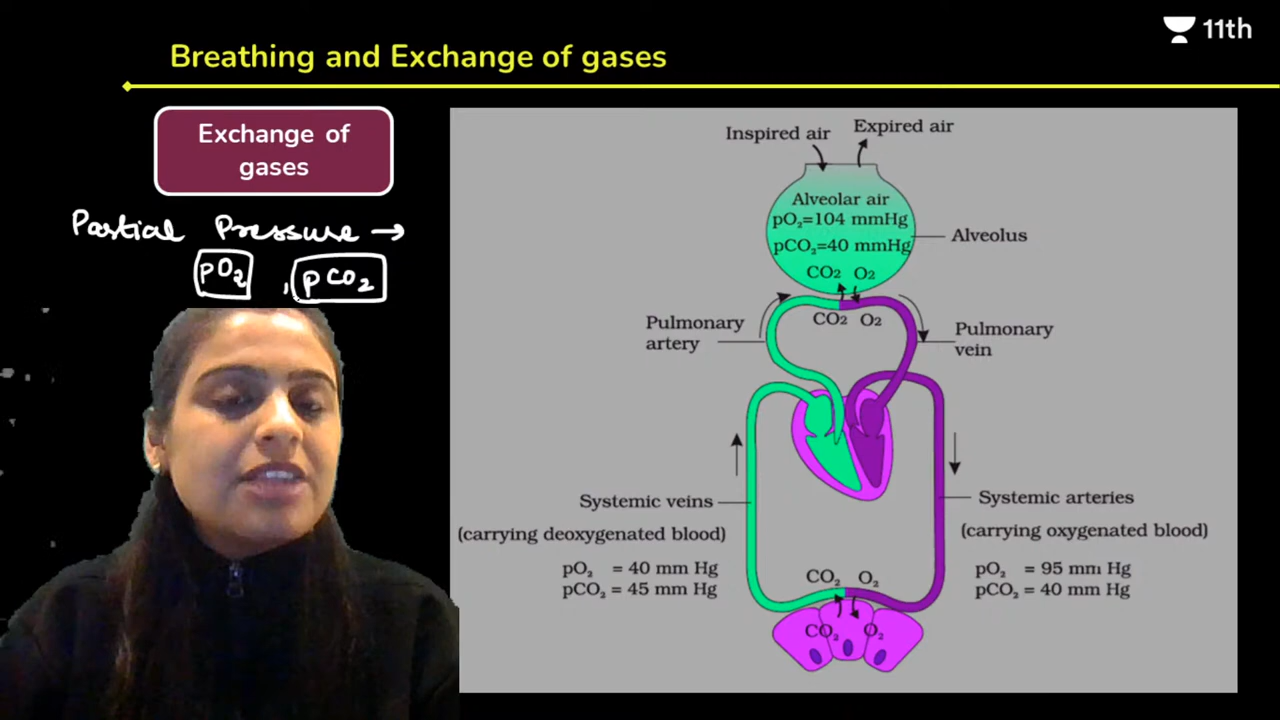 Breathing and Exchange of gases
11th
Exchange of
gases
Partial Pressure →
pO₂ , pCO₂
Inspired air
Expired air
Alveolar air
pO₂=104 mmHg
pCO₂=40 mmHg
Alveolus
CO₂ O₂
CO₂ O₂
Pulmonary
artery
Pulmonary
vein
Systemic veins
(carrying deoxygenated blood)
pO₂ = 40 mm Hg
pCO₂ = 45 mm Hg
Systemic arteries
(carrying oxygenated blood)
pO₂ = 95 mm Hg
pCO₂ = 40 mm Hg
CO₂ O₂
CO₂ O₂